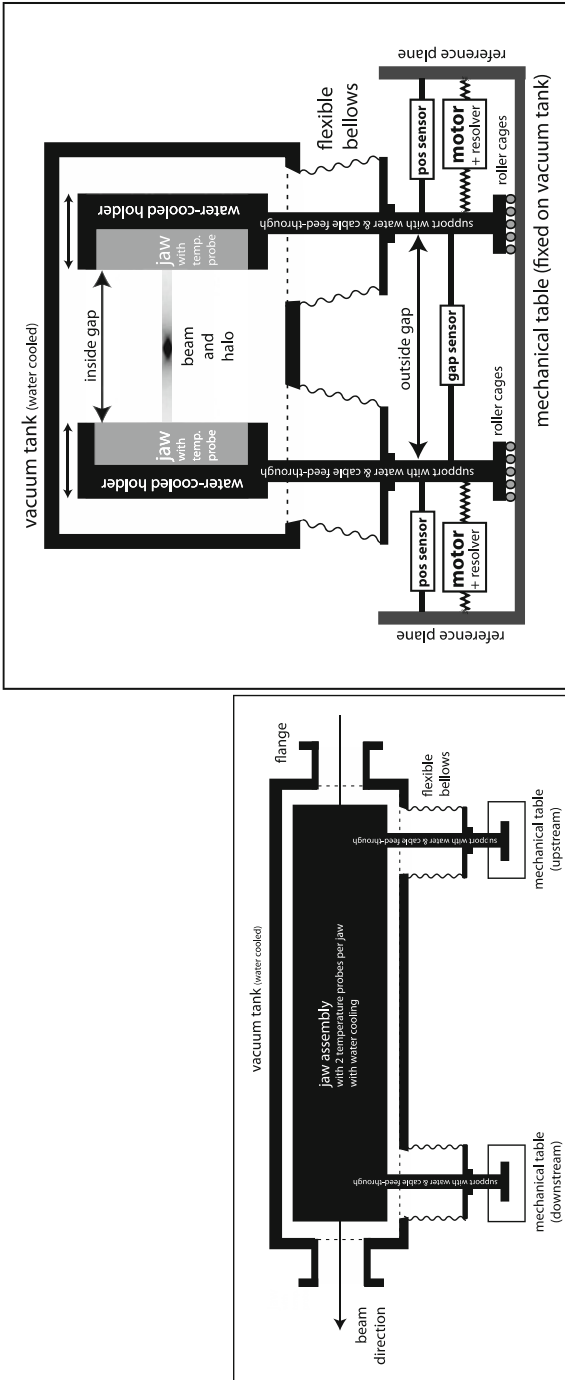 vacuum tank (water cooled)
flange
jaw assembly
with 2 temperature probes per jaw
with water cooling
beam
direction
flexible
bellows
support with water & cable feed-through
support with water & cable feed-through
mechanical table
(downstream)
mechanical table
(upstream)
vacuum tank (water cooled)
water-cooled holder
jaw
with
temp.
probe
inside gap
beam
and
halo
jaw
with
temp.
probe
water-cooled holder
flexible
bellows
support with water & cable feed-through
support with water & cable feed-through
outside gap
reference plane
pos sensor
motor
+ resolver
gap sensor
pos sensor
motor
+ resolver
reference plane
roller cages
roller cages
mechanical table (fixed on vacuum tank)